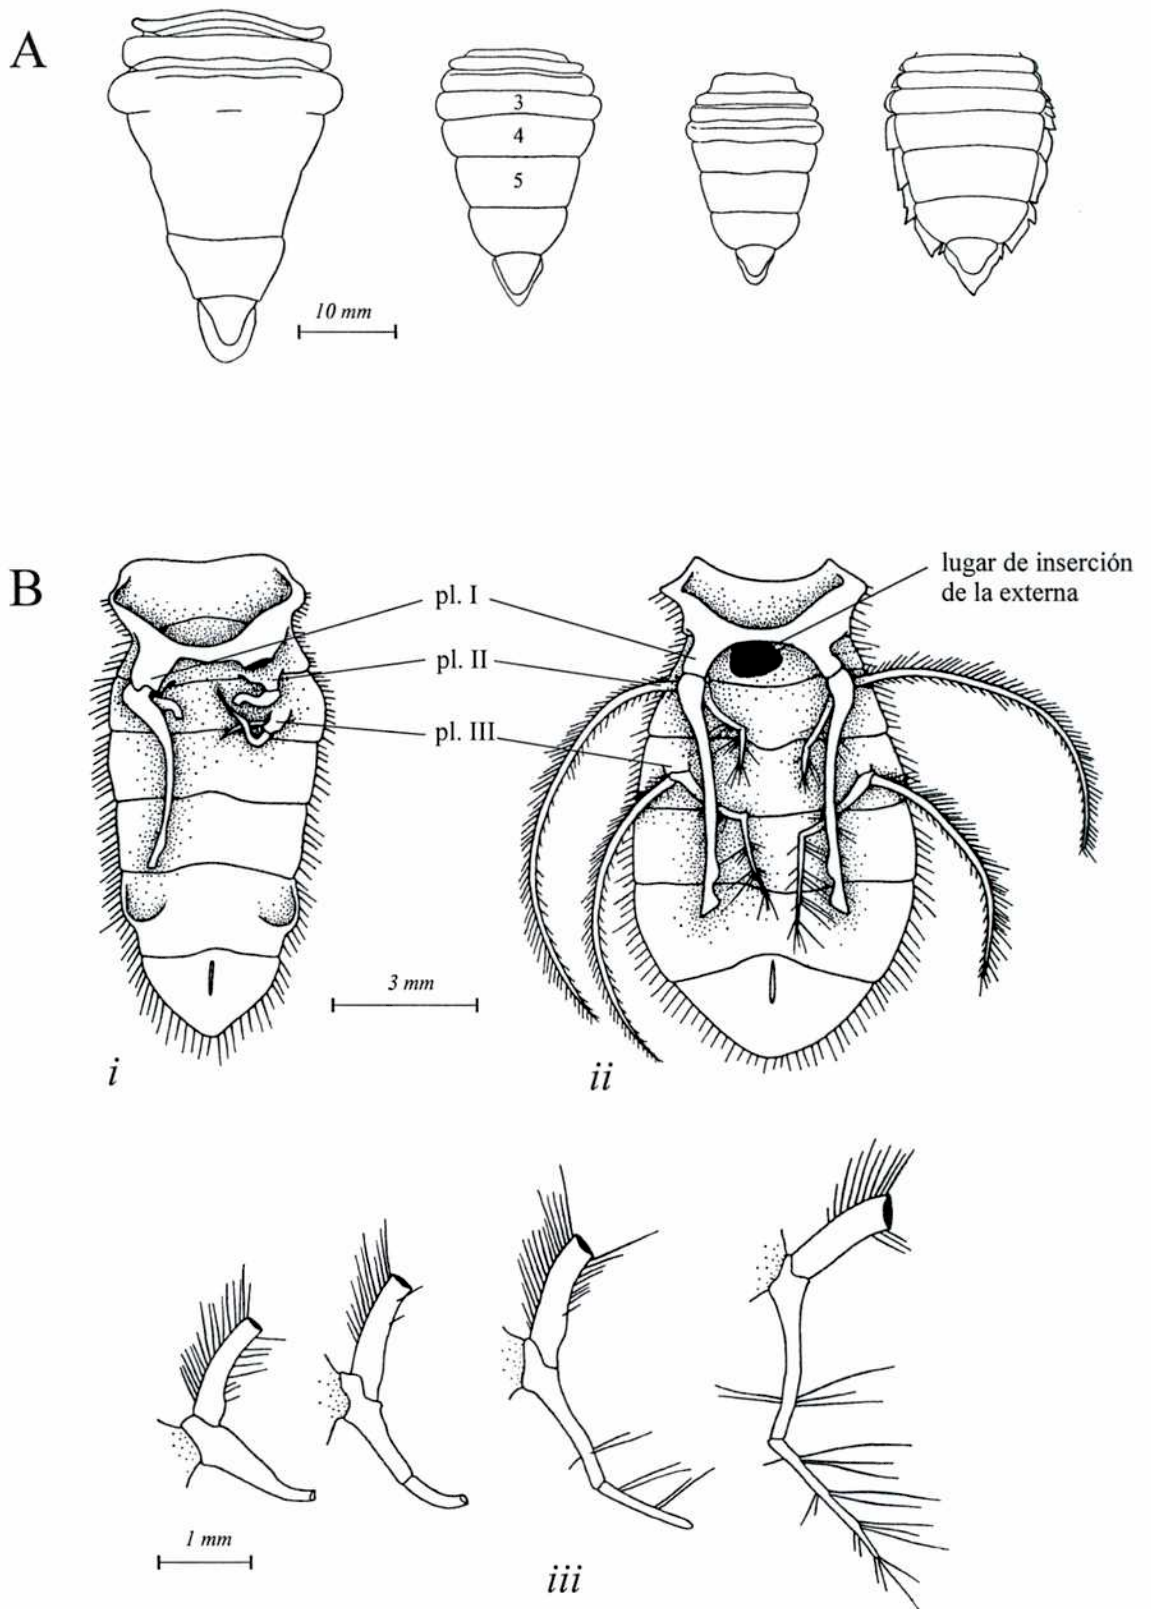 A
3
4
5
10 mm
B
pl. I
pl. II
pl. III
lugar de inserción
de la externa
3 mm
i
ii
1 mm
iii